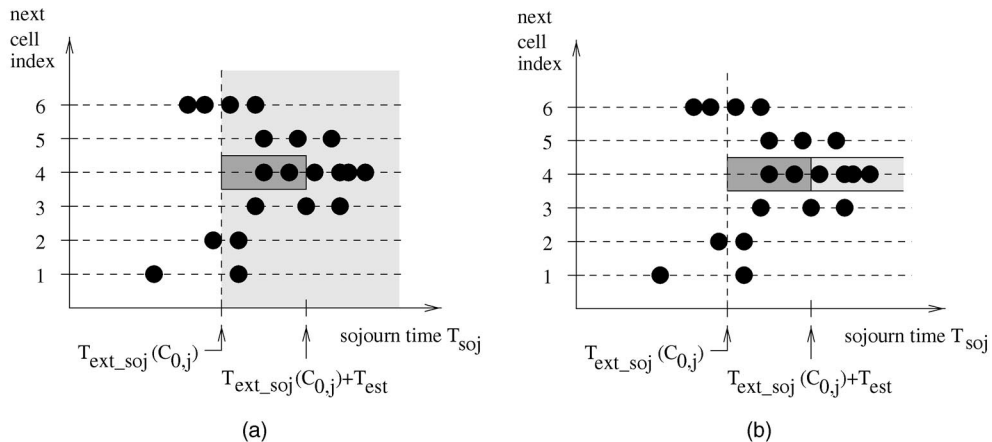 next
cell
index
6
5
4
3
2
1
sojourn time T_soj
T_ext_soj(C_0,j)
T_ext_soj(C_0,j)+T_est
(a)
next
cell
index
6
5
4
3
2
1
sojourn time T_soj
T_ext_soj(C_0,j)
T_ext_soj(C_0,j)+T_est
(b)